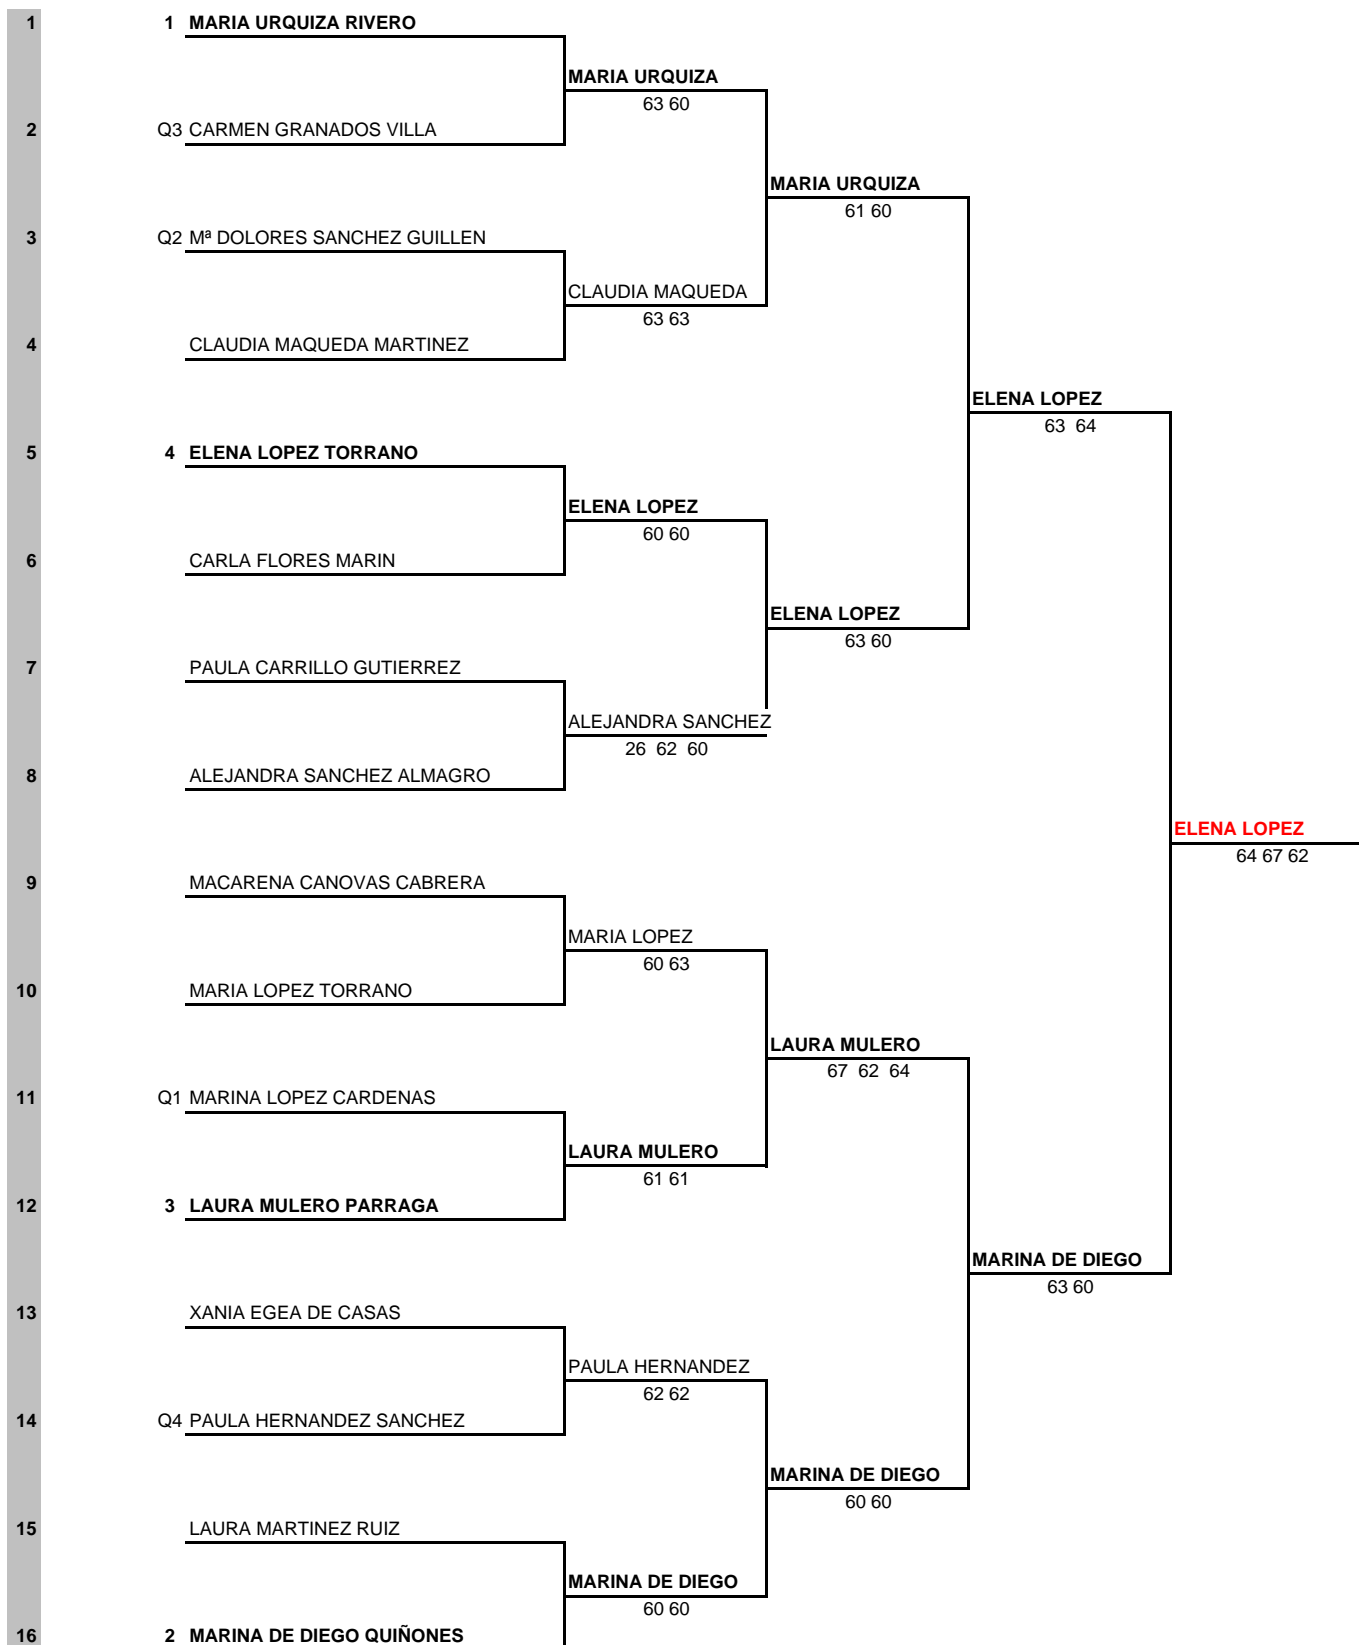 1 1 MARIA URQUIZA RIVERO
MARIA URQUIZA
63 60
2 Q3 CARMEN GRANADOS VILLA
MARIA URQUIZA
61 60
3 Q2 Mª DOLORES SANCHEZ GUILLEN
CLAUDIA MAQUEDA
63 63
4 CLAUDIA MAQUEDA MARTINEZ
ELENA LOPEZ
63 64
5 4 ELENA LOPEZ TORRANO
ELENA LOPEZ
60 60
6 CARLA FLORES MARIN
ELENA LOPEZ
63 60
7 PAULA CARRILLO GUTIERREZ
ALEJANDRA SANCHEZ
26 62 60
8 ALEJANDRA SANCHEZ ALMAGRO
ELENA LOPEZ
64 67 62
9 MACARENA CANOVAS CABRERA
MARIA LOPEZ
60 63
10 MARIA LOPEZ TORRANO
LAURA MULERO
67 62 64
11 Q1 MARINA LOPEZ CARDENAS
LAURA MULERO
61 61
12 3 LAURA MULERO PARRAGA
MARINA DE DIEGO
63 60
13 XANIA EGEA DE CASAS
PAULA HERNANDEZ
62 62
14 Q4 PAULA HERNANDEZ SANCHEZ
MARINA DE DIEGO
60 60
15 LAURA MARTINEZ RUIZ
MARINA DE DIEGO
60 60
16 2 MARINA DE DIEGO QUIÑONES